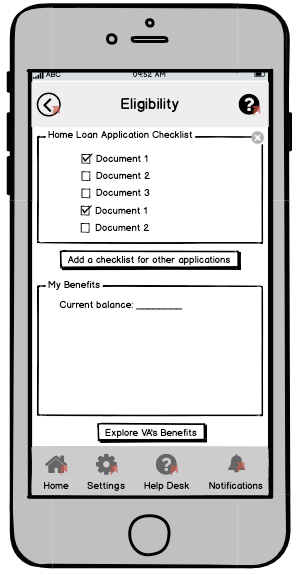 ABC 04:52 AM
Eligibility
Home Loan Application Checklist
Document 1
Document 2
Document 3
Document 1
Document 2
Add a checklist for other applications
My Benefits
Current balance: ________
Explore VA's Benefits
Home Settings Help Desk Notifications